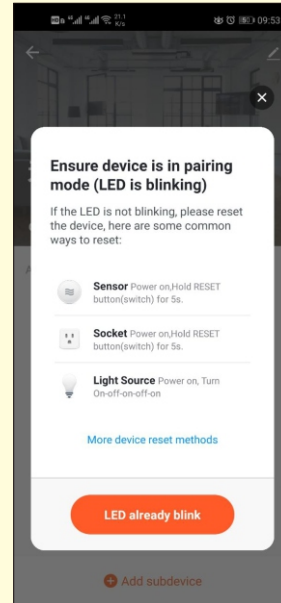 21.1
K/s
09:53
Ensure device is in pairing
mode (LED is blinking)
If the LED is not blinking, please reset
the device, here are some common
ways to reset:
Sensor Power on,Hold RESET
button(switch) for 5s.
Socket Power on,Hold RESET
button(switch) for 5s.
Light Source Power on, Turn
On-off-on-off-on
More device reset methods
LED already blink
Add subdevice